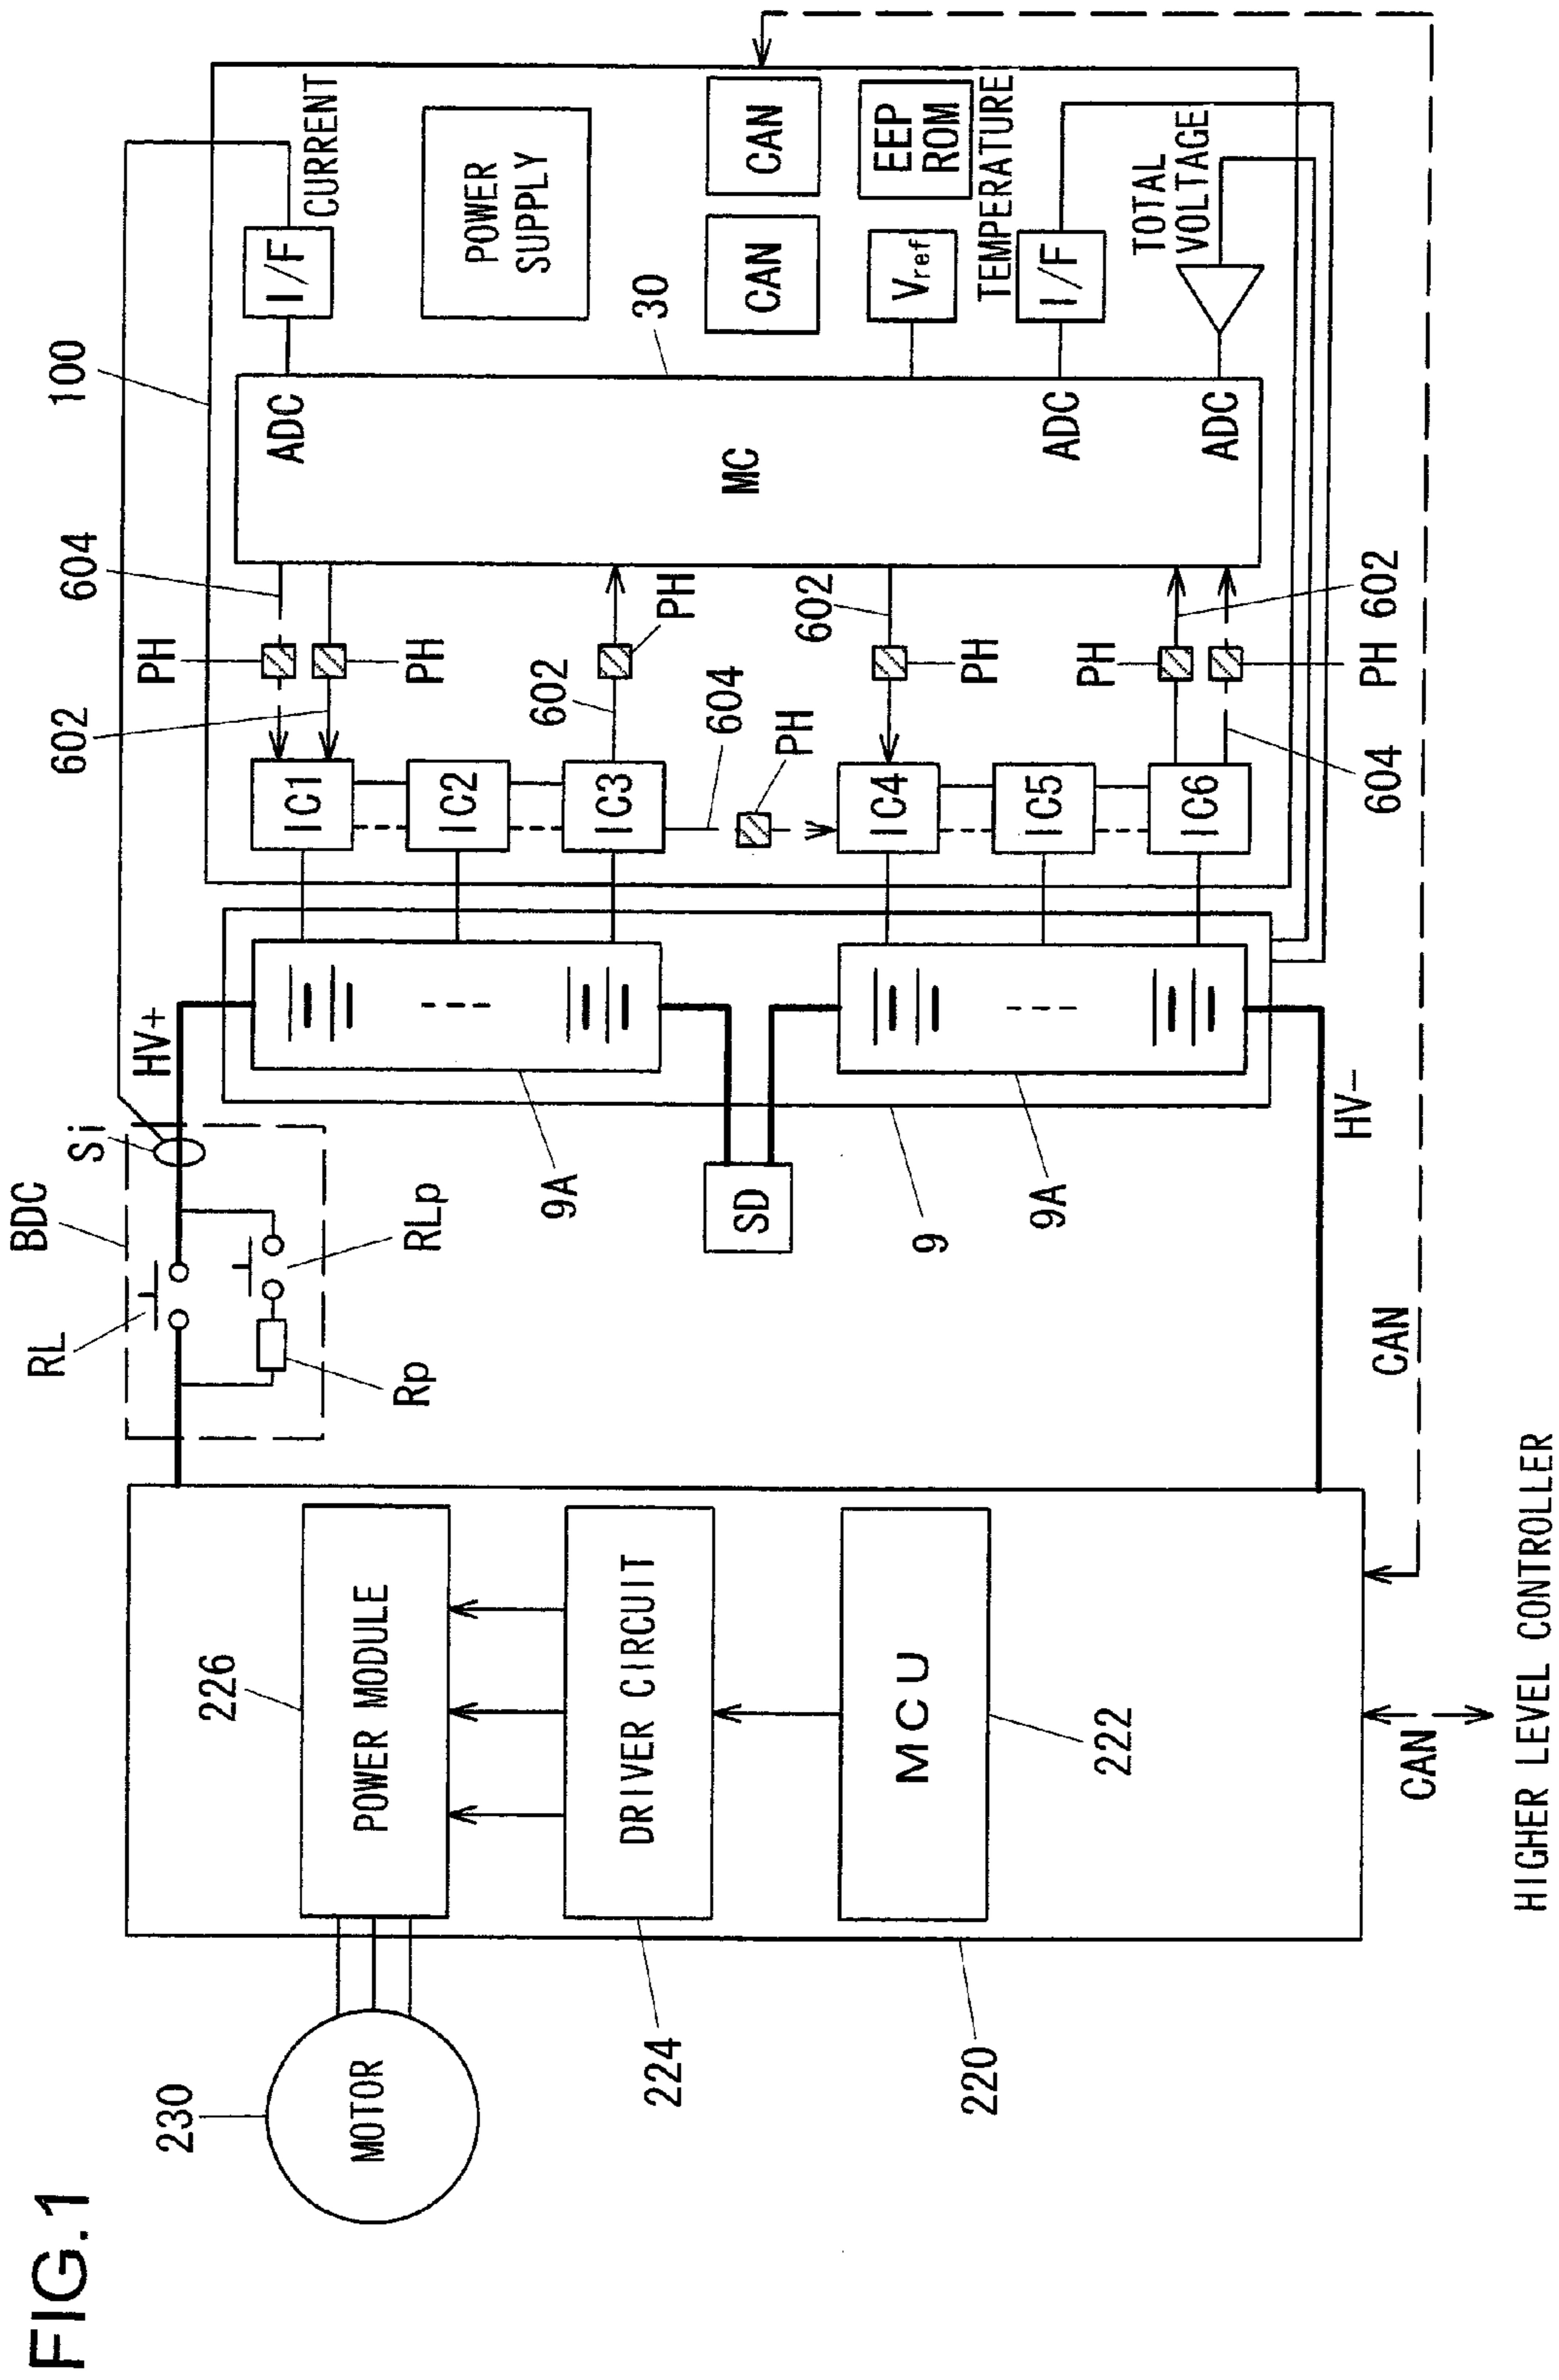 FIG.1
230
MOTOR
226
POWER MODULE
224
DRIVER CIRCUIT
222
MCU
220
CAN
HIGHER LEVEL CONTROLLER
CAN
BDC
RL
Si
RLp
Rp
HV+
HV−
SD
9A
9
9A
100
602
604
PH
PH
602
PH
604
PH
602
PH
PH
PH
602
604
IC1
IC2
IC3
IC4
IC5
IC6
30
MC
ADC
ADC
ADC
I/F
CURRENT
POWER
SUPPLY
CAN
CAN
Vref
EEP
ROM
TEMPERATURE
I/F
TOTAL
VOLTAGE